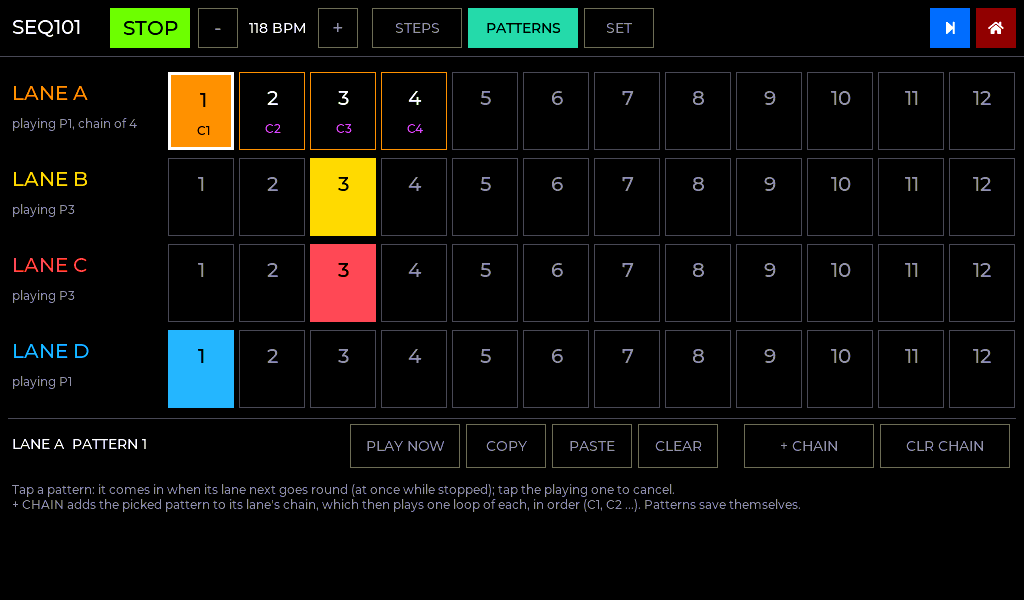 SEQ101 STOP - 118 BPM + STEPS PATTERNS SET
LANE A 1 2 3 4 5 6 7 8 9 10 11 12
playing P1, chain of 4 C1 C2 C3 C4
LANE B 1 2 3 4 5 6 7 8 9 10 11 12
playing P3
LANE C 1 2 3 4 5 6 7 8 9 10 11 12
playing P3
LANE D 1 2 3 4 5 6 7 8 9 10 11 12
playing P1
LANE A PATTERN 1 PLAY NOW COPY PASTE CLEAR + CHAIN CLR CHAIN
Tap a pattern: it comes in when its lane next goes round (at once while stopped); tap the playing one to cancel.
+ CHAIN adds the picked pattern to its lane's chain, which then plays one loop of each, in order (C1, C2 ...). Patterns save themselves.